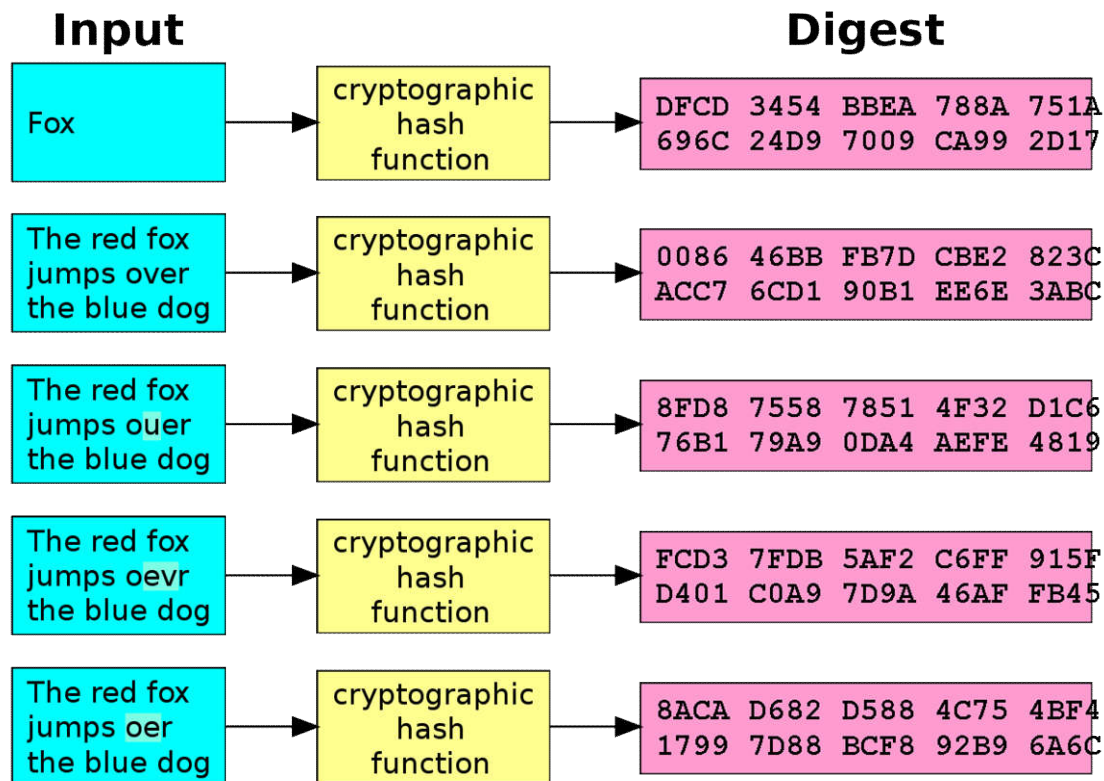 Input
Digest
Fox
cryptographic
hash
function
DFCD 3454 BBEA 788A 751A
696C 24D9 7009 CA99 2D17
The red fox
jumps over
the blue dog
cryptographic
hash
function
0086 46BB FB7D CBE2 823C
ACC7 6CD1 90B1 EE6E 3ABC
The red fox
jumps ouer
the blue dog
cryptographic
hash
function
8FD8 7558 7851 4F32 D1C6
76B1 79A9 0DA4 AEFE 4819
The red fox
jumps oevr
the blue dog
cryptographic
hash
function
FCD3 7FDB 5AF2 C6FF 915F
D401 C0A9 7D9A 46AF FB45
The red fox
jumps oer
the blue dog
cryptographic
hash
function
8ACA D682 D588 4C75 4BF4
1799 7D88 BCF8 92B9 6A6C